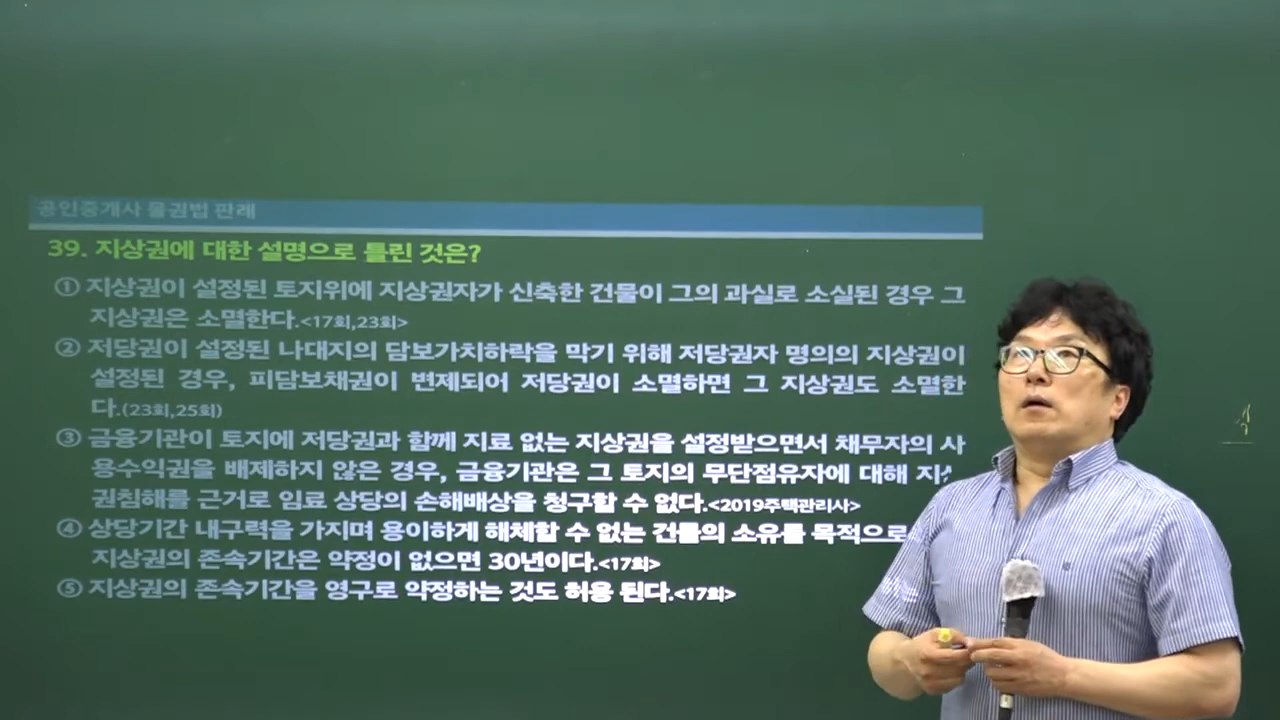 공인중개사 물권법 판례
39. 지상권에 대한 설명으로 틀린 것은?
① 지상권이 설정된 토지위에 지상권자가 신축한 건물이 그의 과실로 소실된 경우 그
지상권은 소멸한다.<17회,23회>
② 저당권이 설정된 나대지의 담보가치하락을 막기 위해 저당권자 명의의 지상권이
설정된 경우, 피담보채권이 변제되어 저당권이 소멸하면 그 지상권도 소멸한
다.(23회,25회)
③ 금융기관이 토지에 저당권과 함께 지료 없는 지상권을 설정받으면서 채무자의 사
용수익권을 배제하지 않은 경우, 금융기관은 그 토지의 무단점유자에 대해 지상
권침해를 근거로 임료 상당의 손해배상을 청구할 수 없다.<2019주택관리사>
④ 상당기간 내구력을 가지며 용이하게 해체할 수 없는 건물의 소유를 목적으로
지상권의 존속기간은 약정이 없으면 30년이다.<17회>
⑤ 지상권의 존속기간을 영구로 약정하는 것도 허용 된다.<17회>